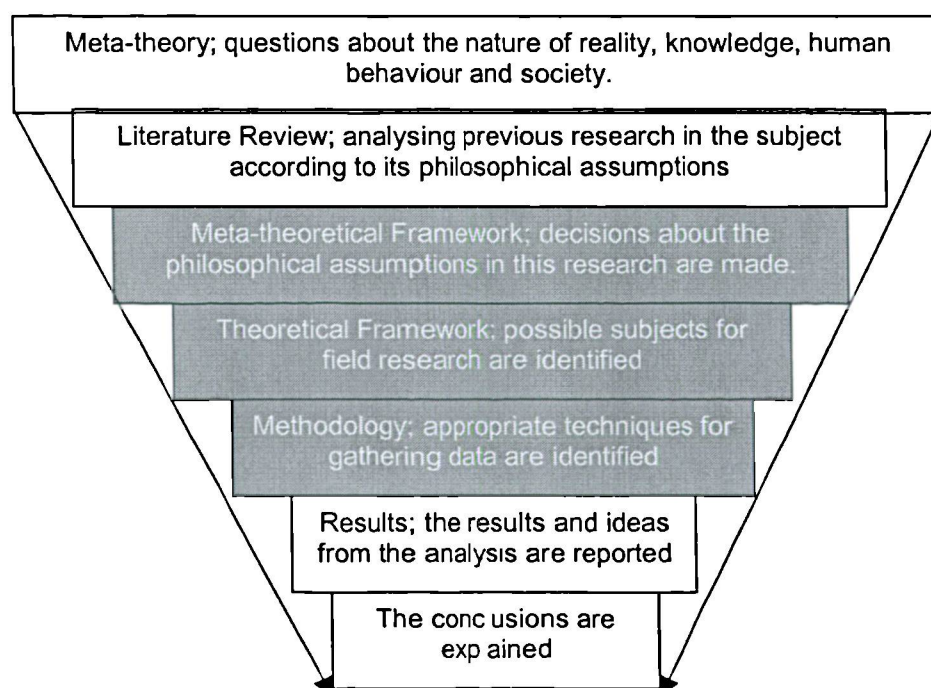 Meta-theory; questions about the nature of reality, knowledge, human
behaviour and society.
Literature Review; analysing previous research in the subject
according to its philosophical assumptions
Meta-theoretical Framework; decisions about the
philosophical assumptions in this research are made.
Theoretical Framework; possible subjects for
field research are identified
Methodology; appropriate techniques for
gathering data are identified
Results; the results and ideas
from the analysis are reported
The conc usions are
exp ained